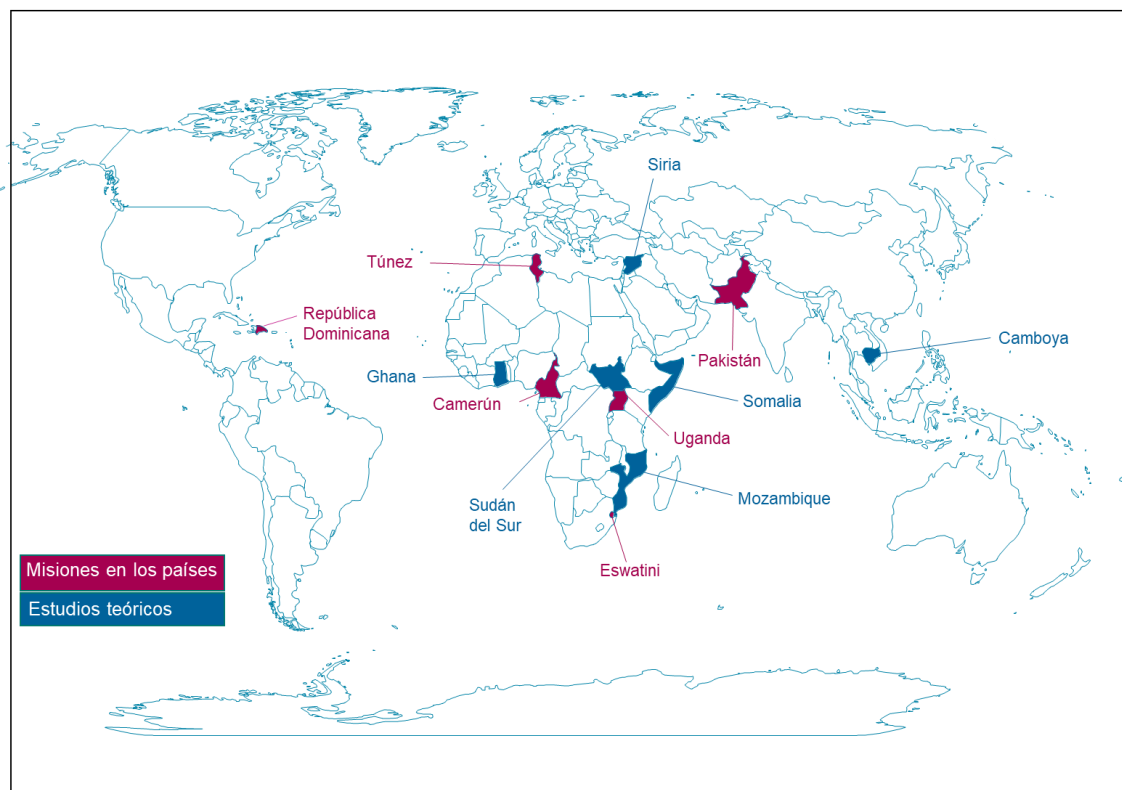 Siria
Túnez
República
Dominicana
Camboya
Pakistán
Ghana
Camerún
Somalia
Uganda
Sudán
del Sur
Mozambique
Eswatini
Misiones en los países
Estudios teóricos